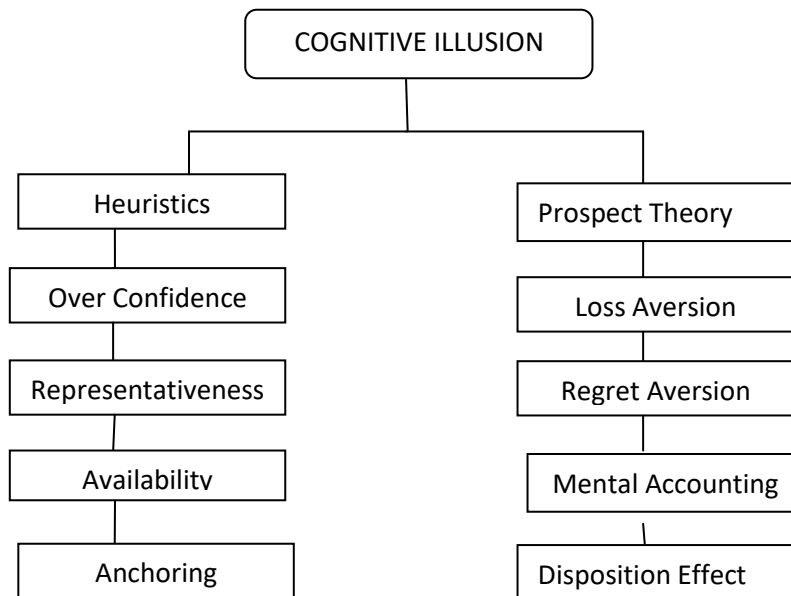 COGNITIVE ILLUSION
Heuristics
Over Confidence
Representativeness
Availability
Anchoring
Prospect Theory
Loss Aversion
Regret Aversion
Mental Accounting
Disposition Effect